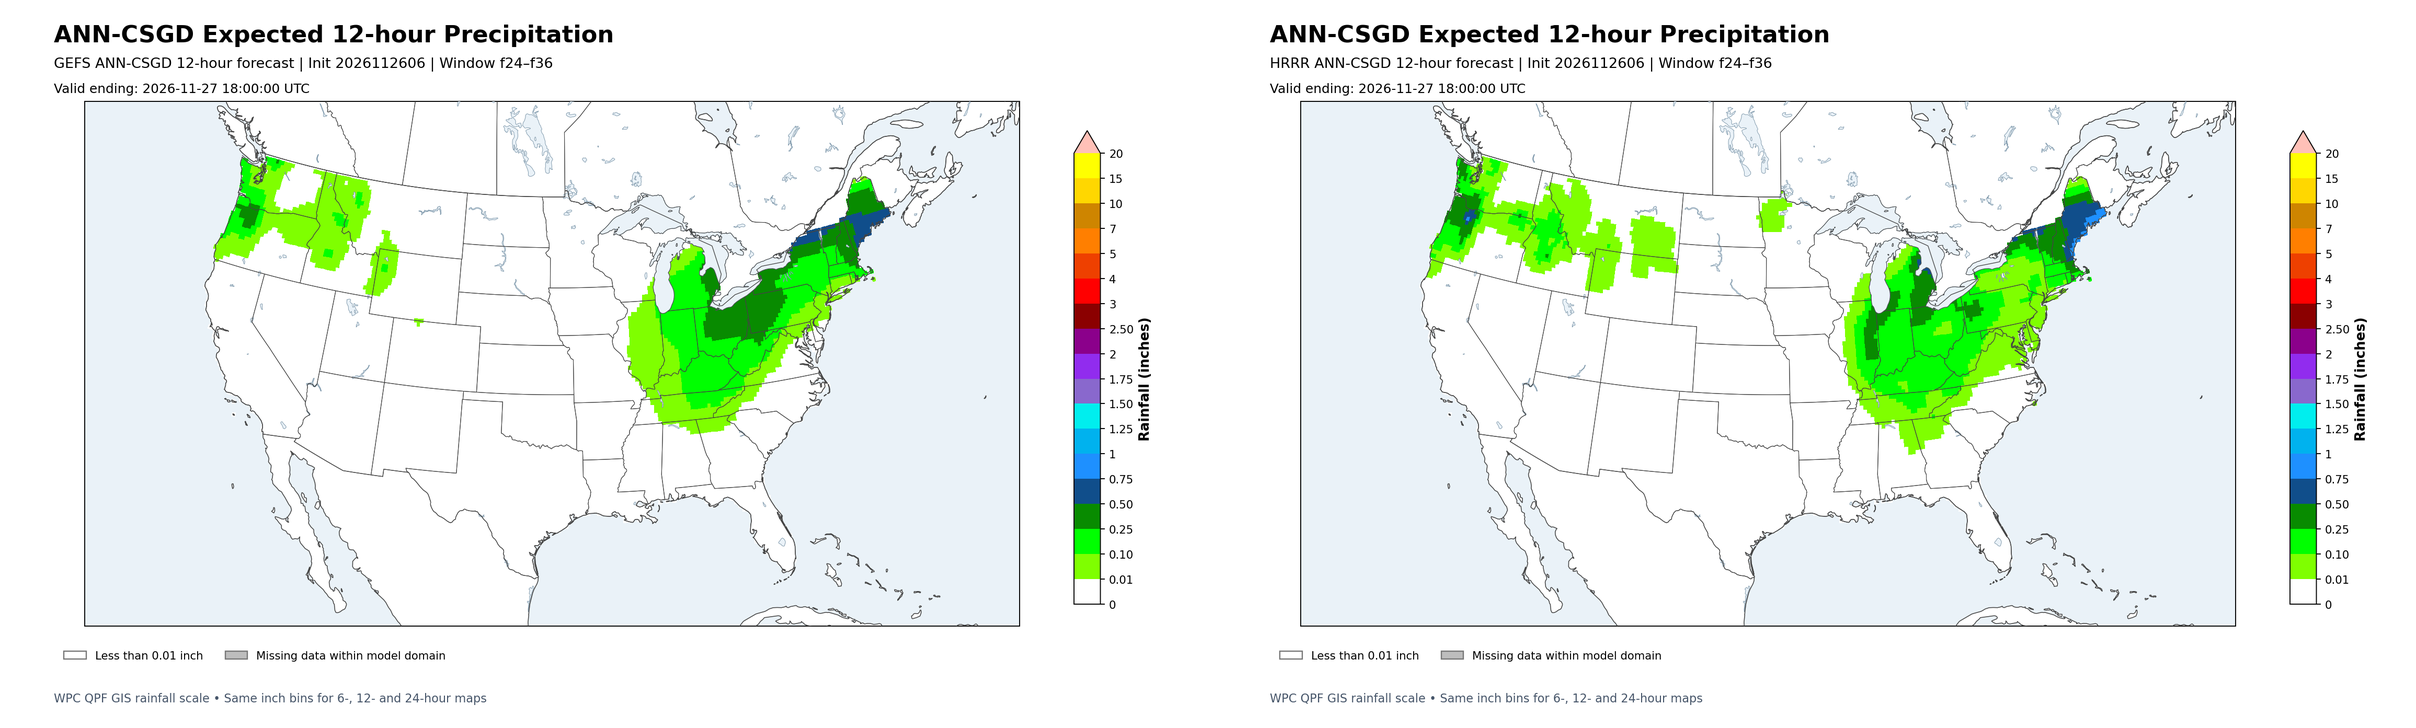 ANN-CSGD Expected 12-hour Precipitation
GEFS ANN-CSGD 12-hour forecast | Init 2026112606 | Window f24–f36
Valid ending: 2026-11-27 18:00:00 UTC
20
15
10
7
5
4
3
2.50
2
1.75
1.50
1.25
1
0.75
0.50
0.25
0.10
0.01
0
Rainfall (inches)
Less than 0.01 inch
Missing data within model domain
WPC QPF GIS rainfall scale • Same inch bins for 6-, 12- and 24-hour maps
ANN-CSGD Expected 12-hour Precipitation
HRRR ANN-CSGD 12-hour forecast | Init 2026112606 | Window f24–f36
Valid ending: 2026-11-27 18:00:00 UTC
20
15
10
7
5
4
3
2.50
2
1.75
1.50
1.25
1
0.75
0.50
0.25
0.10
0.01
0
Rainfall (inches)
Less than 0.01 inch
Missing data within model domain
WPC QPF GIS rainfall scale • Same inch bins for 6-, 12- and 24-hour maps